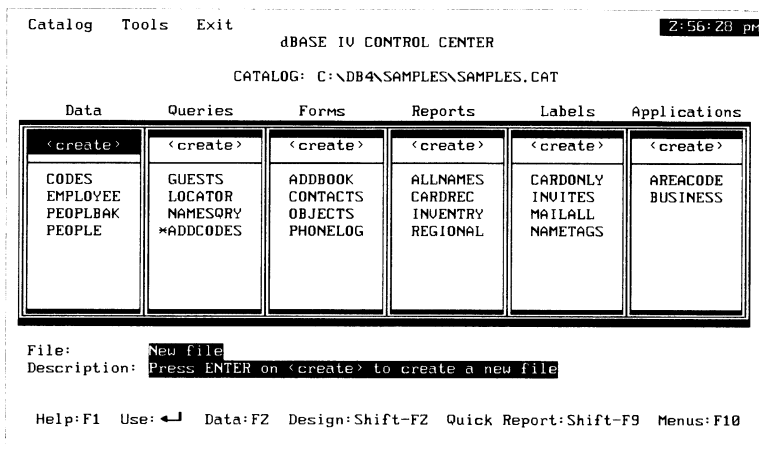 Catalog Tools Exit 2:56:28 pm
dBASE IV CONTROL CENTER
CATALOG: C:\DB4\SAMPLES\SAMPLES.CAT
Data Queries Forms Reports Labels Applications
<create> <create> <create> <create> <create> <create>
CODES GUESTS ADDBOOK ALLNAMES CARDONLY AREACODE
EMPLOYEE LOCATOR CONTACTS CARDREC INVITES BUSINESS
PEOPLBAK NAMESQRY OBJECTS INVENTRY MAILALL
PEOPLE *ADDCODES PHONELOG REGIONAL NAMETAGS
File: New file
Description: Press ENTER on <create> to create a new file
Help:F1 Use:↵ Data:F2 Design:Shift-F2 Quick Report:Shift-F9 Menus:F10